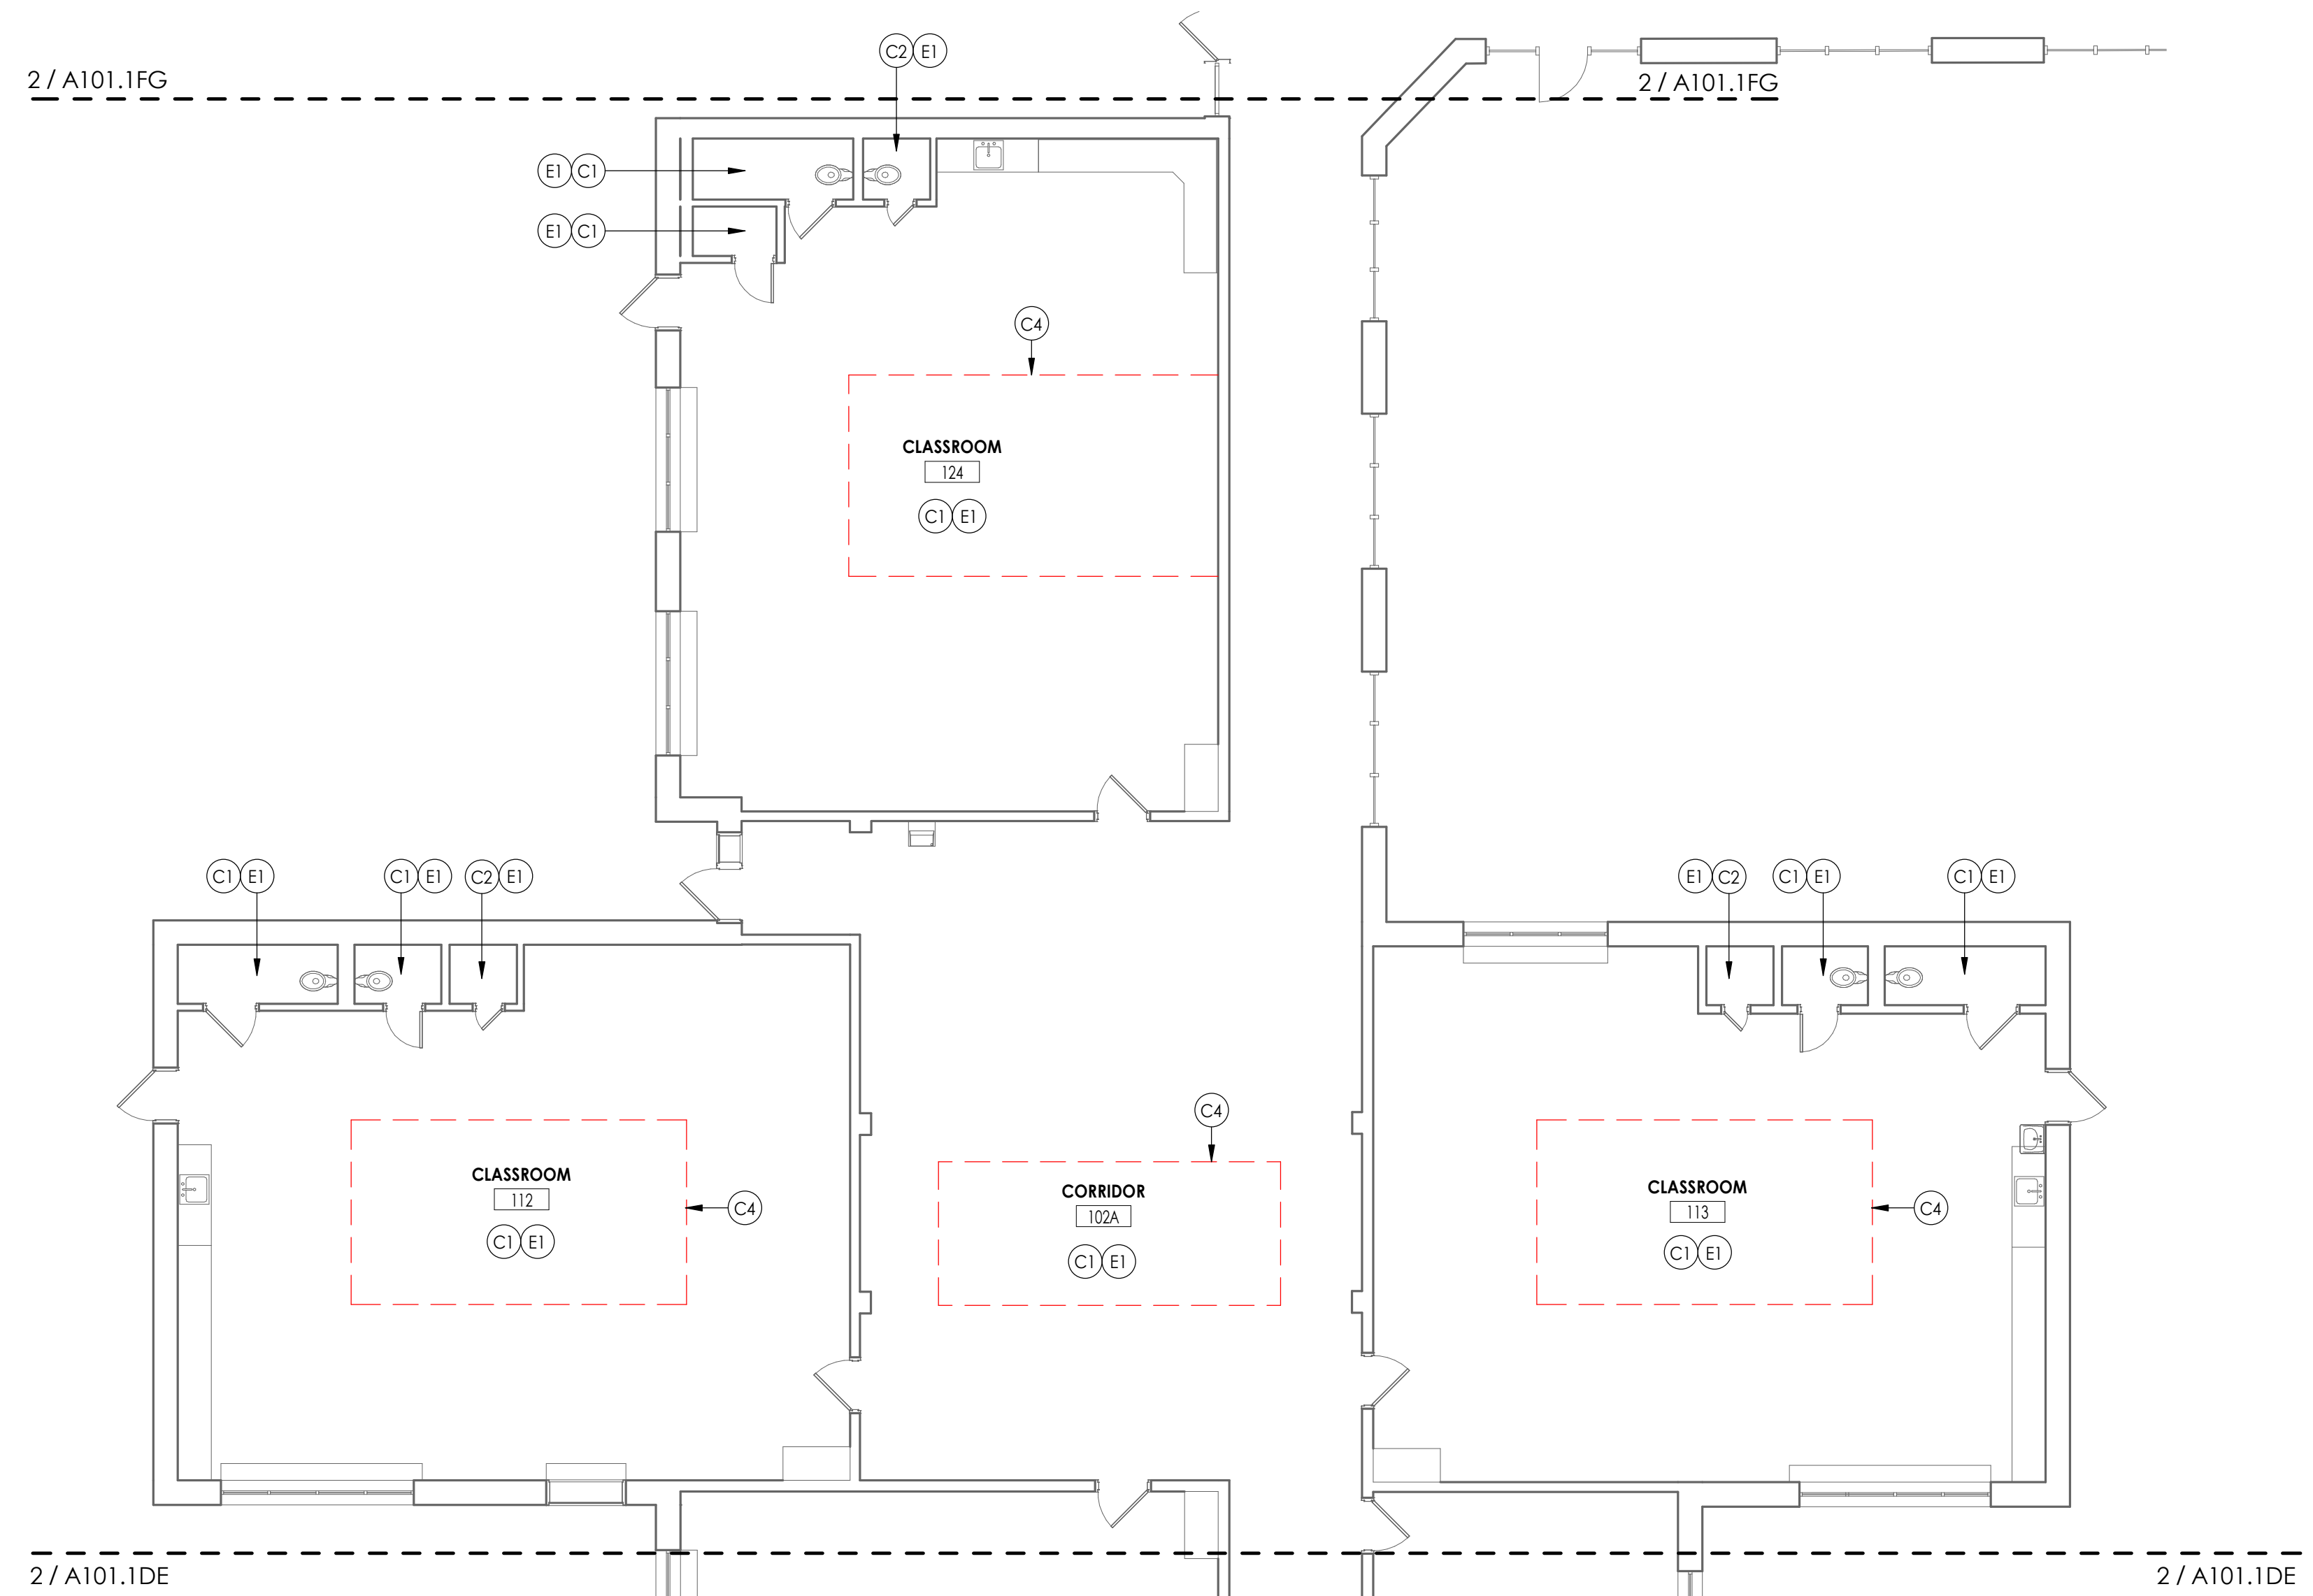 C2 E1
2 / A101.1FG
2 / A101.1FG
E1 C1
E1 C1
C4
CLASSROOM
124
C1 E1
C1 E1
C1 E1
C2 E1
E1 C2
C1 E1
C1 E1
C4
CLASSROOM
112
C1 E1
C4
CORRIDOR
102A
C1 E1
CLASSROOM
113
C1 E1
C4
2 / A101.1DE
2 / A101.1DE